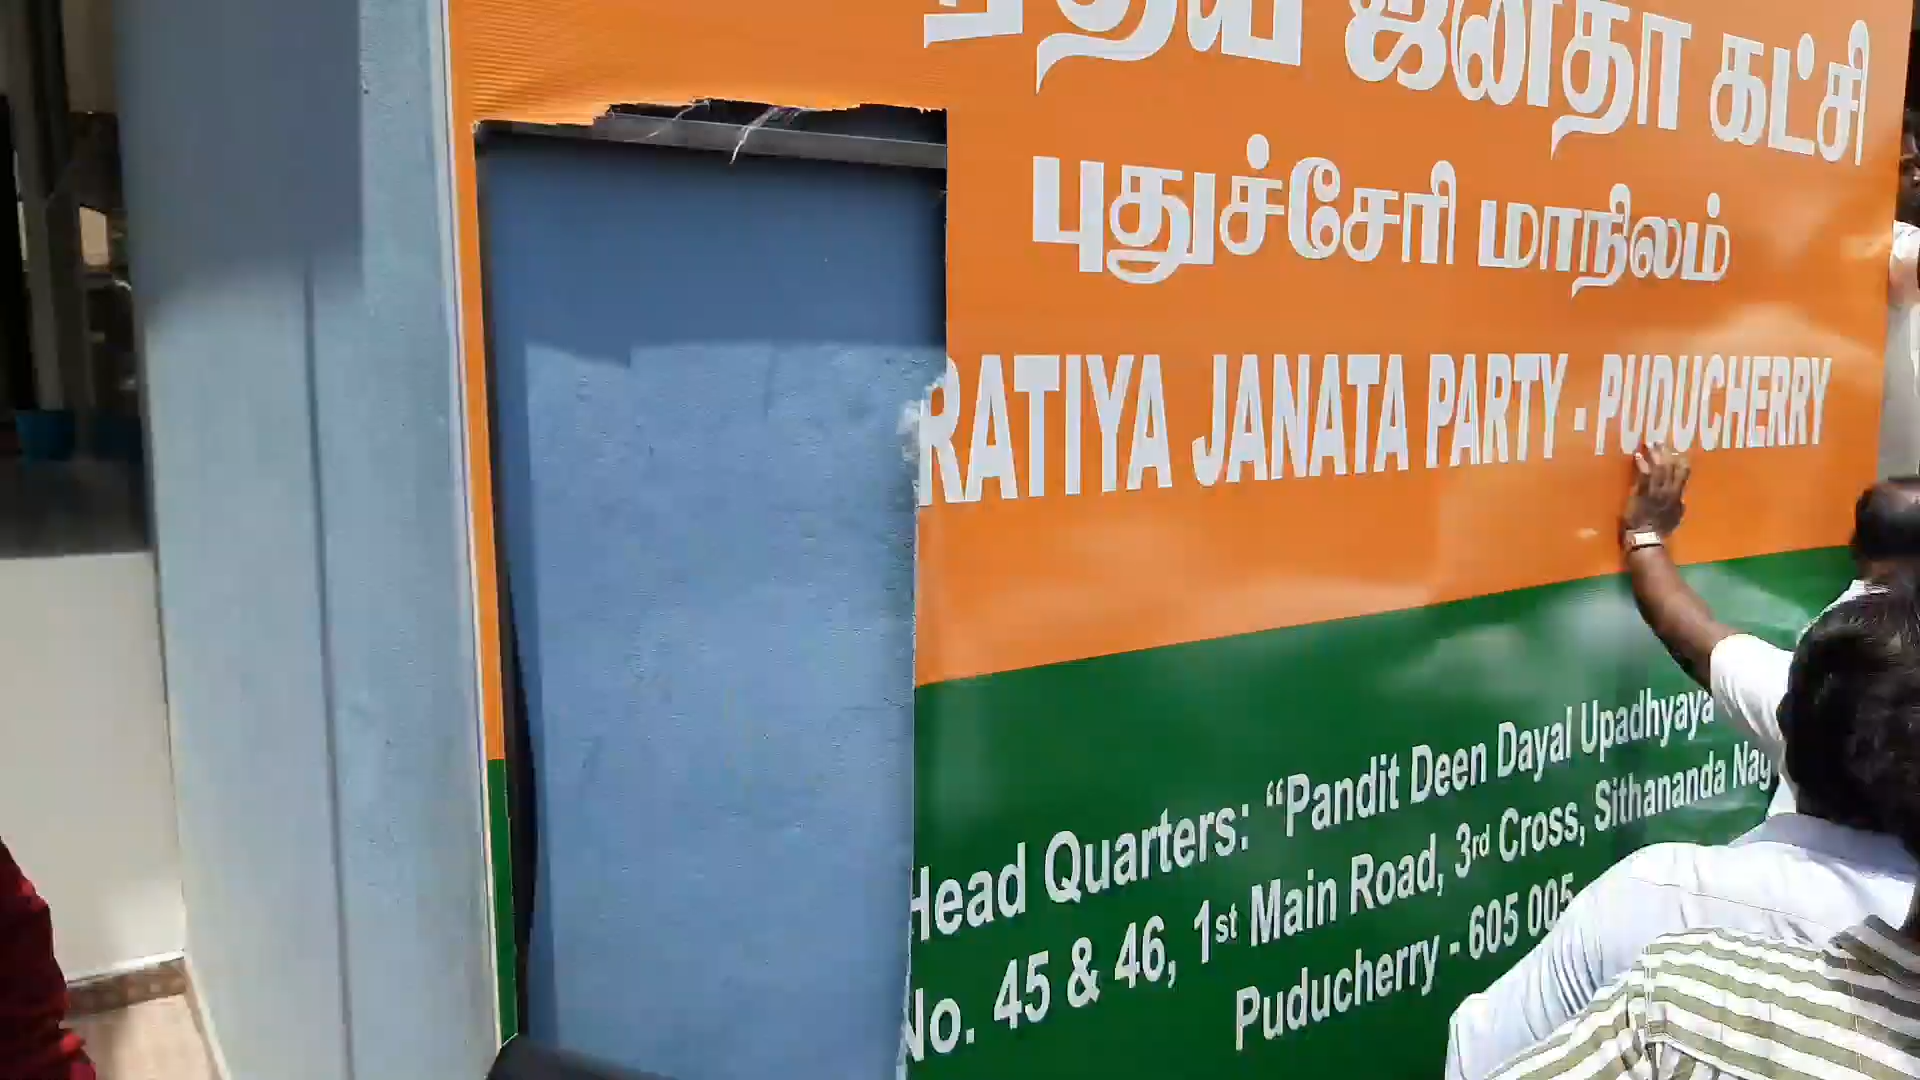 ஜனதா கட்சி
புதுச்சேரி மாநிலம்
RATIYA JANATA PARTY - PUDUCHERRY
Head Quarters: “Pandit Deen Dayal Upadhyaya
No. 45 & 46, 1st Main Road, 3rd Cross, Sithananda Nag
Puducherry - 605 005